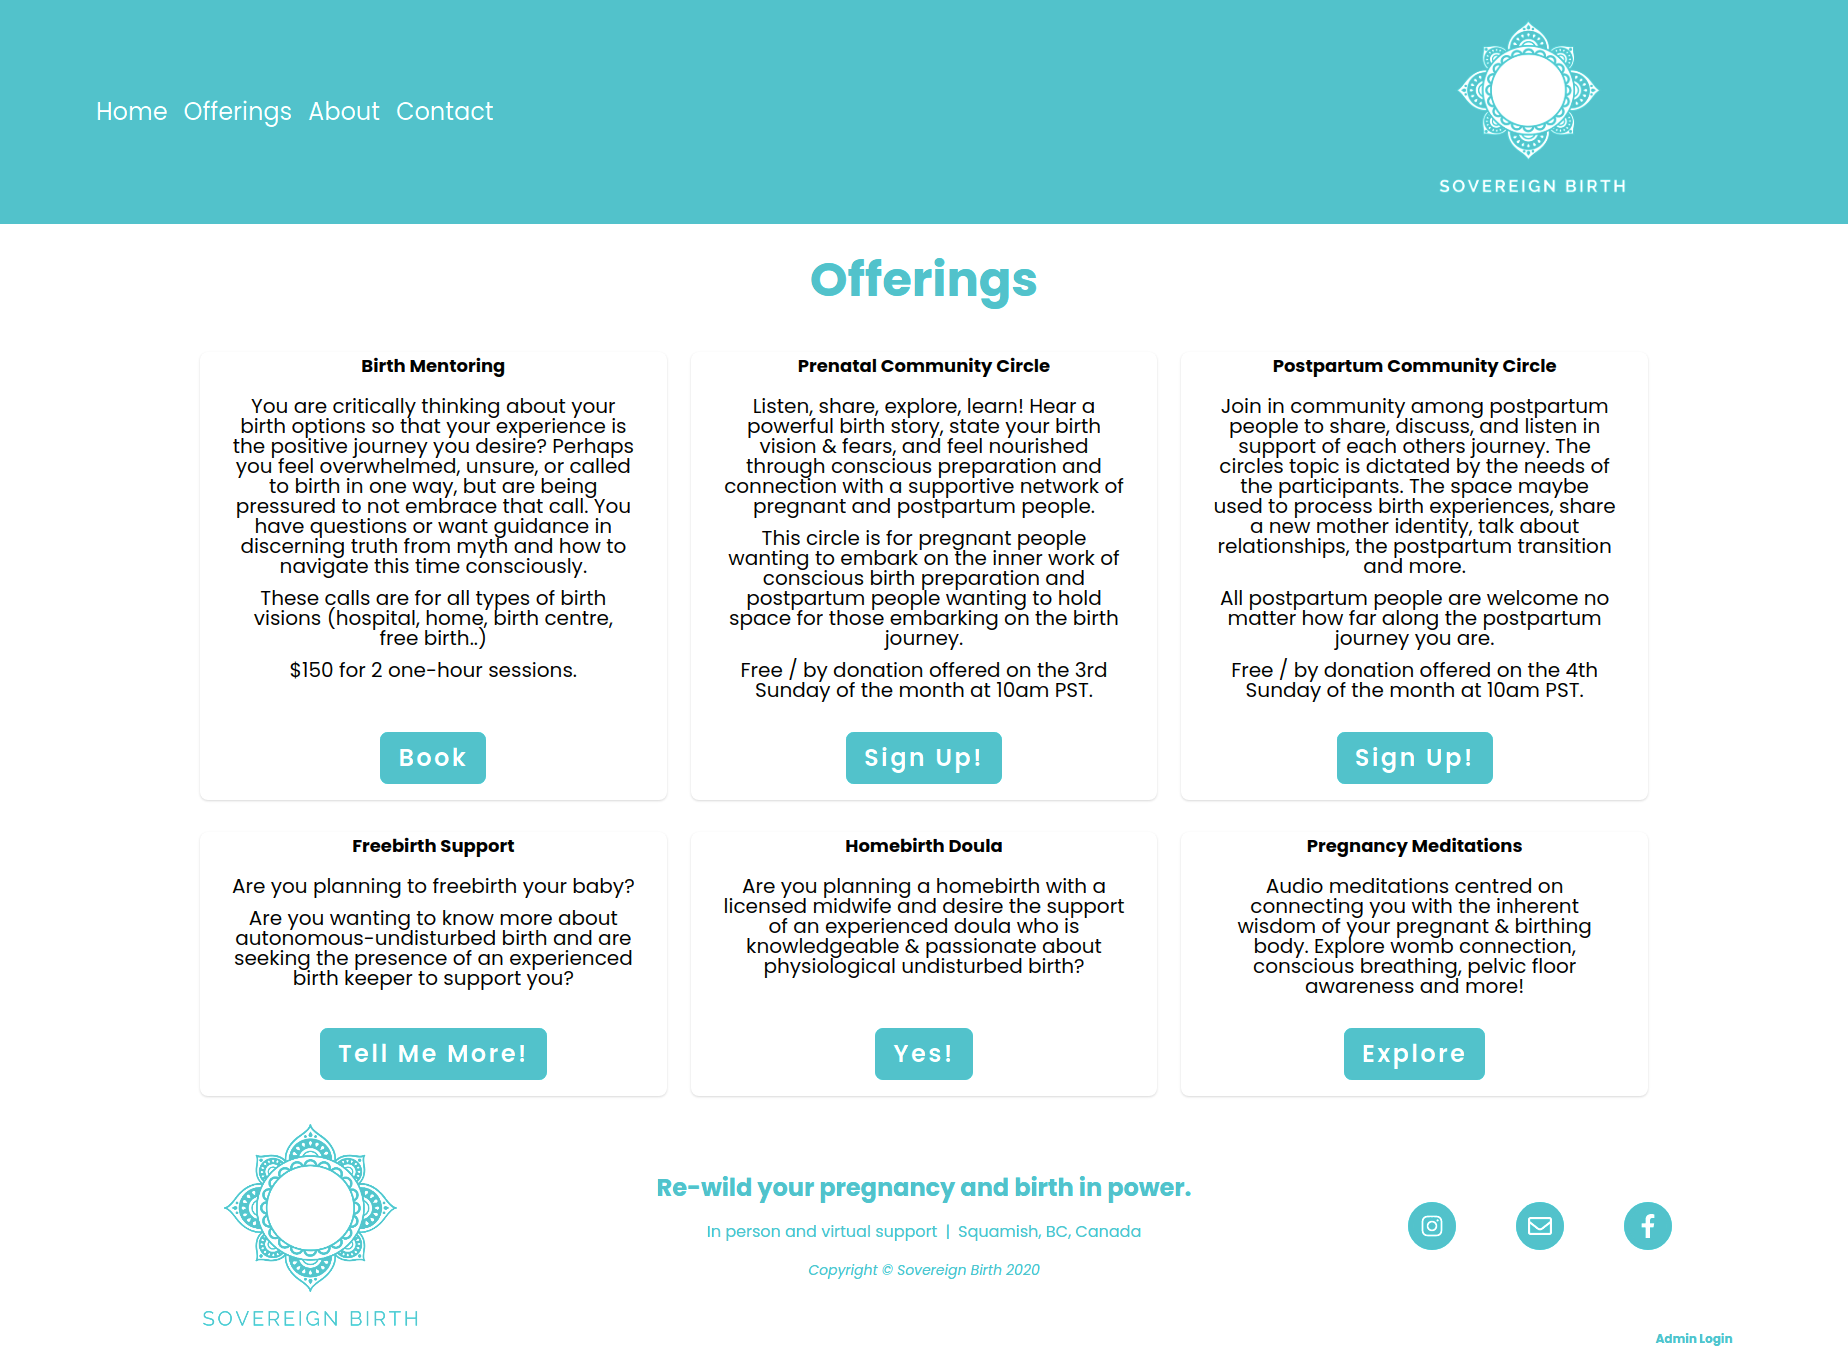 Home Offerings About Contact
SOVEREIGN BIRTH
Offerings
Birth Mentoring
You are critically thinking about your
birth options so that your experience is
the positive journey you desire? Perhaps
you feel overwhelmed, unsure, or called
to birth in one way, but are being
pressured to not embrace that call. You
have questions or want guidance in
discerning truth from myth and how to
navigate this time consciously.
These calls are for all types of birth
visions (hospital, home, birth centre,
free birth..)
$150 for 2 one-hour sessions.
Book
Prenatal Community Circle
Listen, share, explore, learn! Hear a
powerful birth story, state your birth
vision & fears, and feel nourished
through conscious preparation and
connection with a supportive network of
pregnant and postpartum people.
This circle is for pregnant people
wanting to embark on the inner work of
conscious birth preparation and
postpartum people wanting to hold
space for those embarking on the birth
journey.
Free / by donation offered on the 3rd
Sunday of the month at 10am PST.
Sign Up!
Postpartum Community Circle
Join in community among postpartum
people to share, discuss, and listen in
support of each others journey. The
circles topic is dictated by the needs of
the participants. The space maybe
used to process birth experiences, share
a new mother identity, talk about
relationships, the postpartum transition
and more.
All postpartum people are welcome no
matter how far along the postpartum
journey you are.
Free / by donation offered on the 4th
Sunday of the month at 10am PST.
Sign Up!
Freebirth Support
Are you planning to freebirth your baby?
Are you wanting to know more about
autonomous-undisturbed birth and are
seeking the presence of an experienced
birth keeper to support you?
Tell Me More!
Homebirth Doula
Are you planning a homebirth with a
licensed midwife and desire the support
of an experienced doula who is
knowledgeable & passionate about
physiological undisturbed birth?
Yes!
Pregnancy Meditations
Audio meditations centred on
connecting you with the inherent
wisdom of your pregnant & birthing
body. Explore womb connection,
conscious breathing, pelvic floor
awareness and more!
Explore
SOVEREIGN BIRTH
Re-wild your pregnancy and birth in power.
In person and virtual support | Squamish, BC, Canada
Copyright © Sovereign Birth 2020
Admin Login